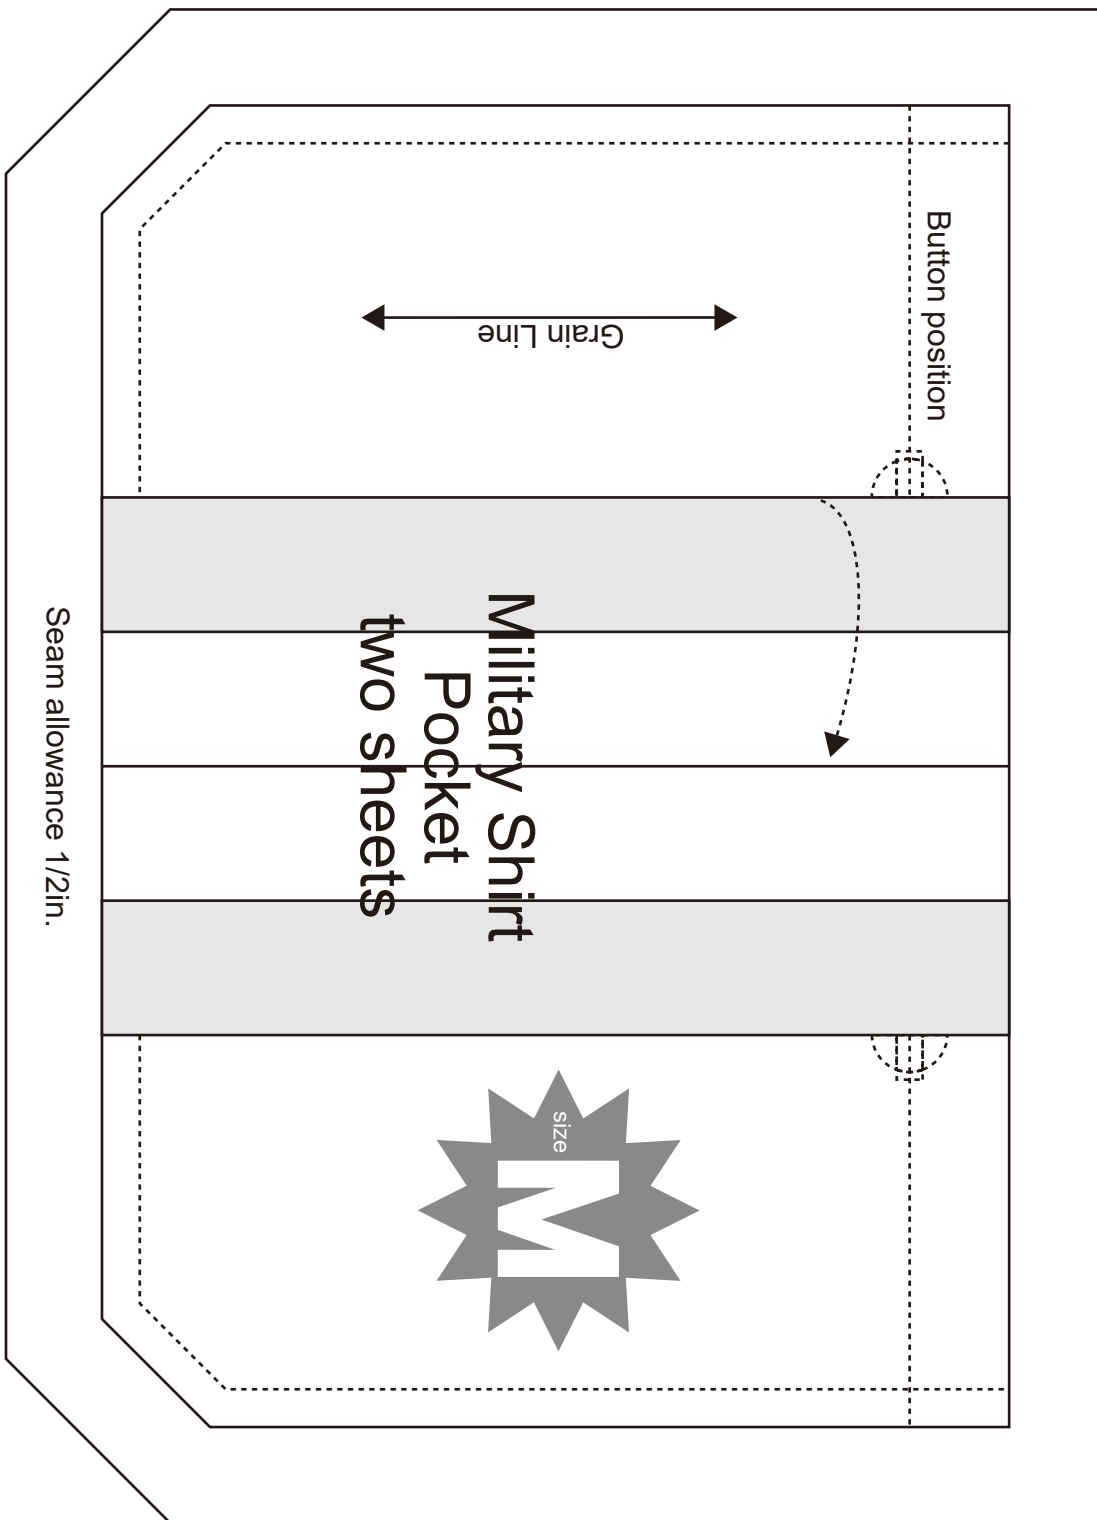 Button position
Grain Line
Military Shirt
Pocket
two sheets
Seam allowance 1/2in.
size
M